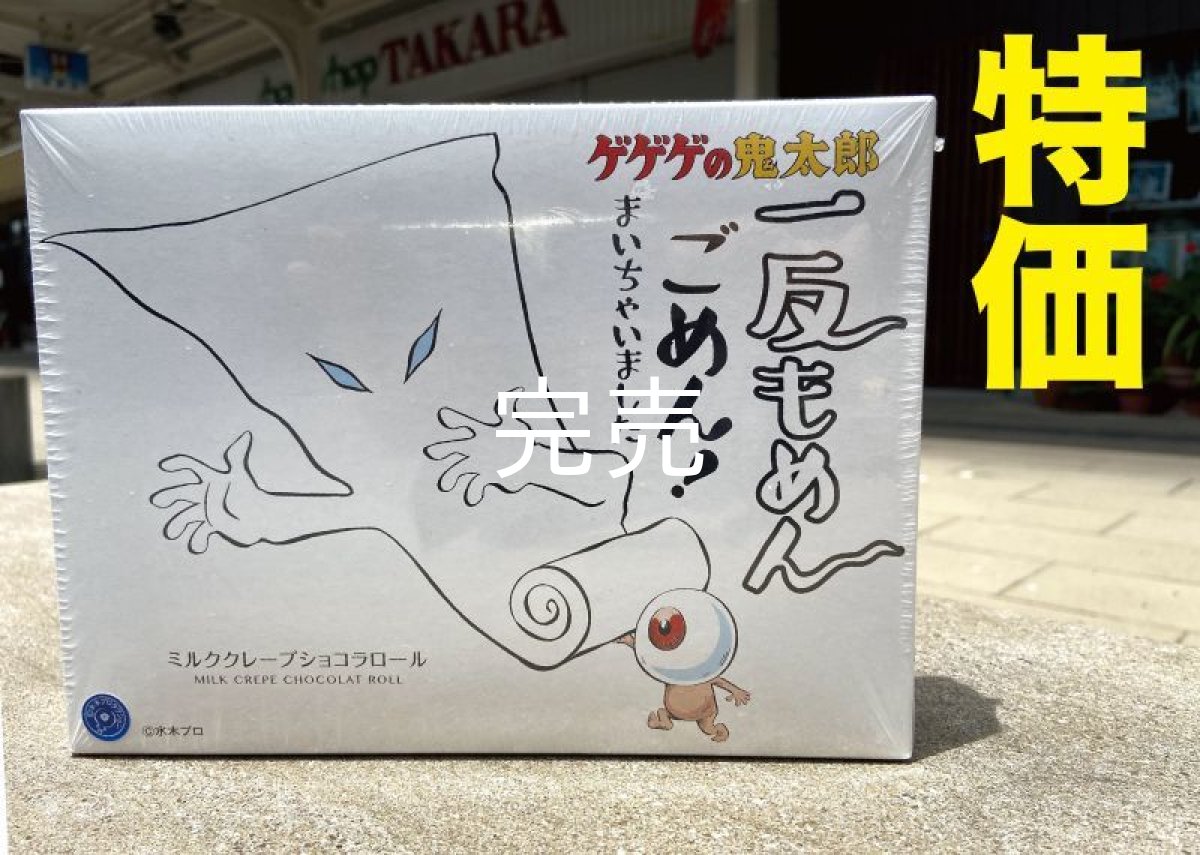 shop TAKARA
特価
ゲゲゲの鬼太郎
一反もめん
ごめん!
まいちゃいました
完売
ミルククレープショコラロール
MILK CREPE CHOCOLAT ROLL
©水木プロ